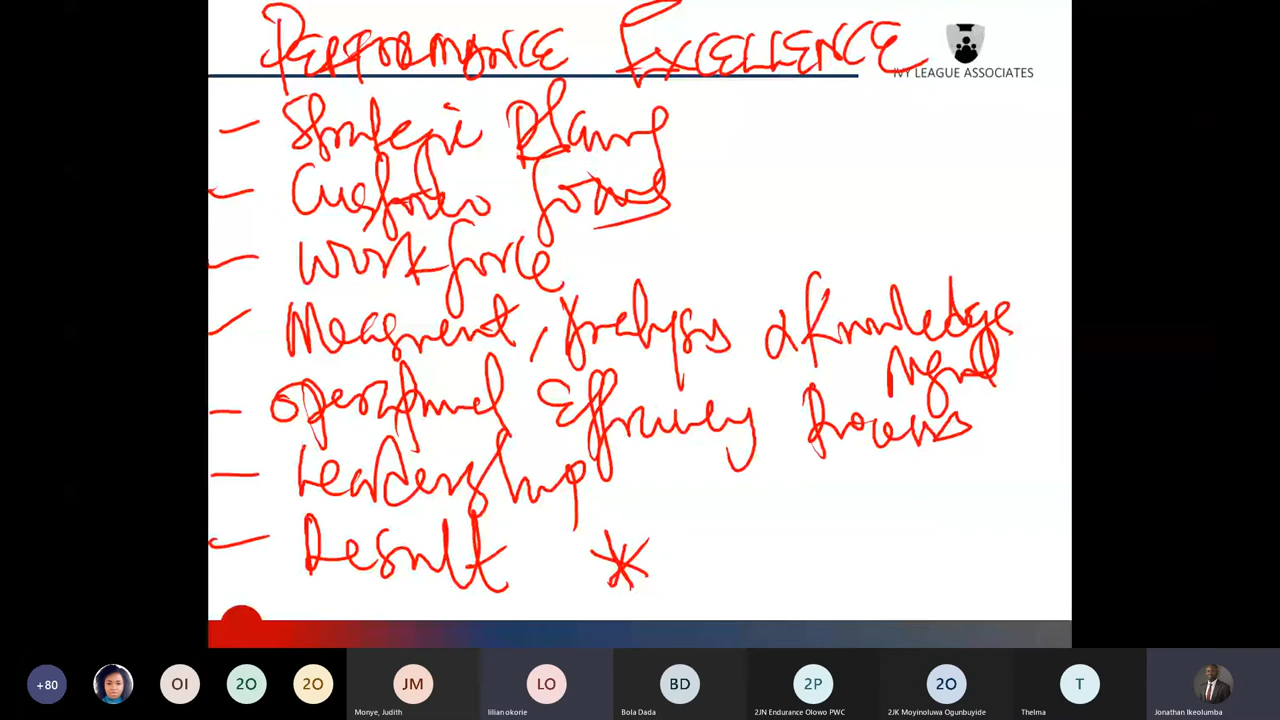 PERFORMANCE EXCELLENCE
IVY LEAGUE ASSOCIATES
- Strategic Planning
- Customer focus
- Workforce
- Measurement, Analysis & Knowledge
Mgmt
- Operational Efficiency Process
- Leadership
- Result *
+80
OI
2O
2O
JM
Monye, Judith
LO
lilian okorie
BD
Bola Dada
2P
2JN Endurance Olowo PWC
2O
2JK Moyinoluwa Ogunbuyide
T
Thelma
Jonathan Ikeolumba